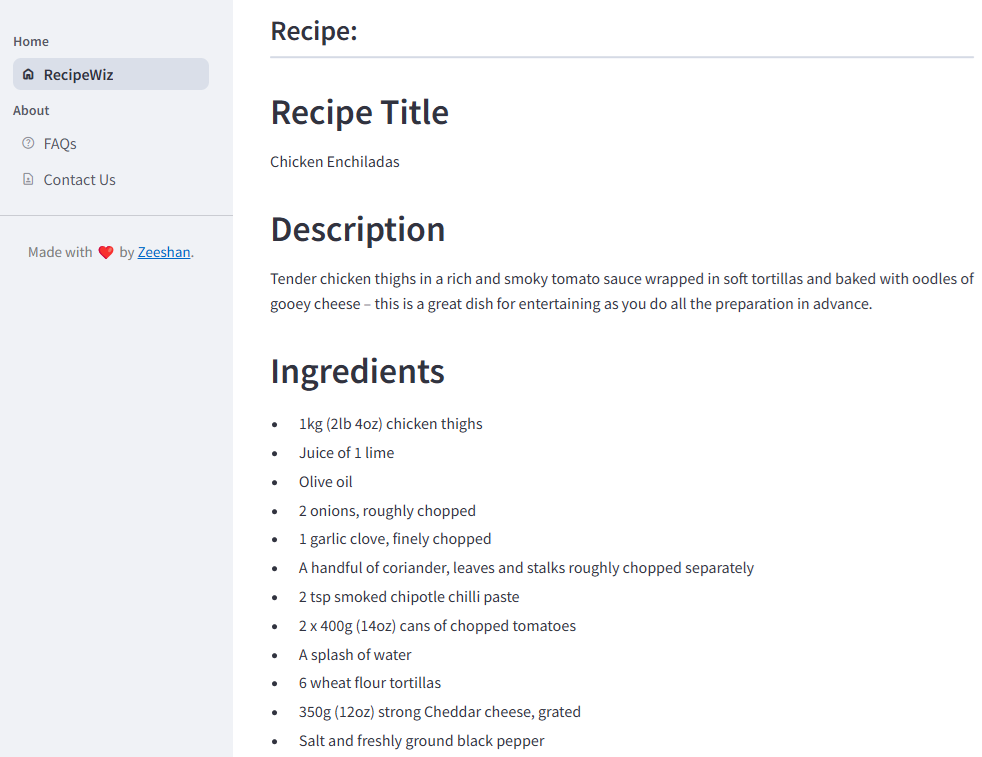 Home
RecipeWiz
About
FAQs
Contact Us
Made with ❤️ by Zeeshan.
Recipe:
Recipe Title
Chicken Enchiladas
Description
Tender chicken thighs in a rich and smoky tomato sauce wrapped in soft tortillas and baked with oodles of
gooey cheese – this is a great dish for entertaining as you do all the preparation in advance.
Ingredients
• 1kg (2lb 4oz) chicken thighs
• Juice of 1 lime
• Olive oil
• 2 onions, roughly chopped
• 1 garlic clove, finely chopped
• A handful of coriander, leaves and stalks roughly chopped separately
• 2 tsp smoked chipotle chilli paste
• 2 x 400g (14oz) cans of chopped tomatoes
• A splash of water
• 6 wheat flour tortillas
• 350g (12oz) strong Cheddar cheese, grated
• Salt and freshly ground black pepper